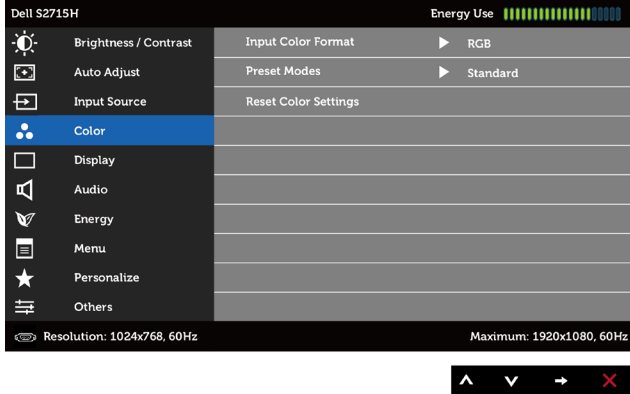 Dell S2715H Energy Use
Brightness / Contrast Input Color Format RGB
Auto Adjust Preset Modes Standard
Input Source Reset Color Settings
Color
Display
Audio
Energy
Menu
Personalize
Others
Resolution: 1024x768, 60Hz Maximum: 1920x1080, 60Hz